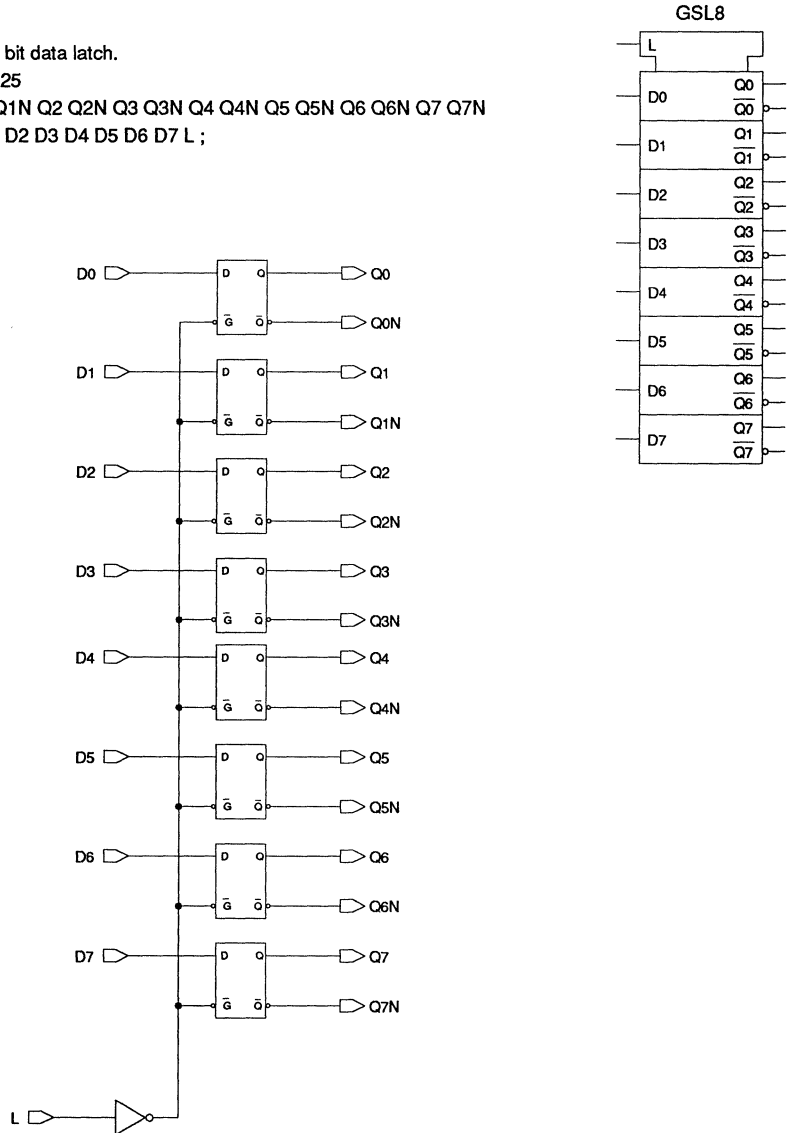 bit data latch.
25
Q1N Q2 Q2N Q3 Q3N Q4 Q4N Q5 Q5N Q6 Q6N Q7 Q7N
D2 D3 D4 D5 D6 D7 L ;
GSL8
L
D0 Q0
Q0
D1 Q1
Q1
D2 Q2
Q2
D3 Q3
Q3
D4 Q4
Q4
D5 Q5
Q5
D6 Q6
Q6
D7 Q7
Q7
D0 D Q Q0
G Q Q0N
D1 D Q Q1
G Q Q1N
D2 D Q Q2
G Q Q2N
D3 D Q Q3
G Q Q3N
D4 D Q Q4
G Q Q4N
D5 D Q Q5
G Q Q5N
D6 D Q Q6
G Q Q6N
D7 D Q Q7
G Q Q7N
L